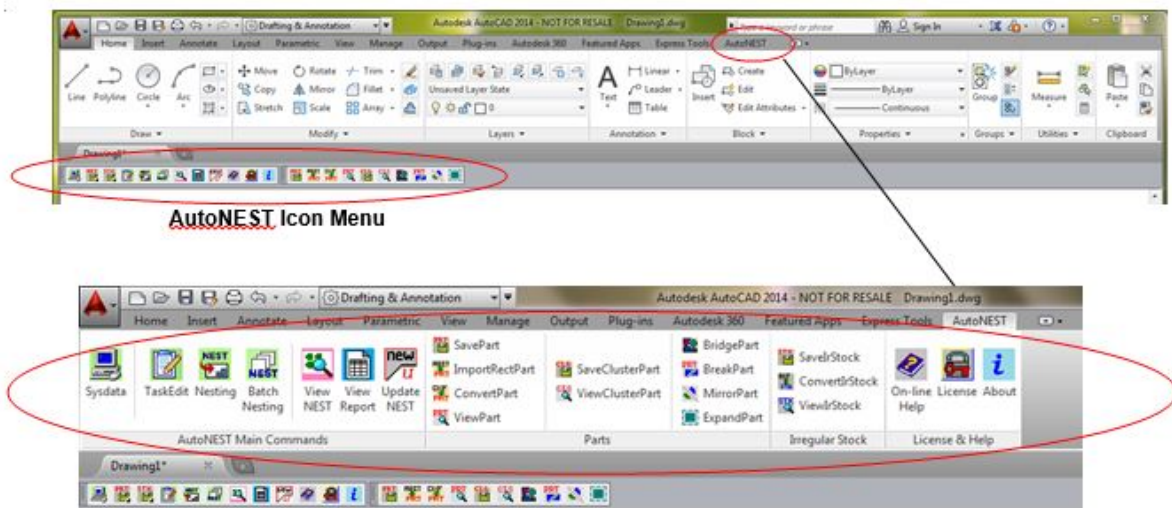 Drafting & Annotation Autodesk AutoCAD 2014 - NOT FOR RESALE Drawing1.dwg Type a keyword or phrase Sign In
Home Insert Annotate Layout Parametric View Manage Output Plug-ins Autodesk 360 Featured Apps Express Tools AutoNEST
Move Rotate Trim Linear Create ByLayer
Line Polyline Circle Arc Copy Mirror Fillet Unsaved Layer State Text Leader Insert Edit ByLayer Group Measure Paste
Stretch Scale Array 0 Table Edit Attributes Continuous
Draw Modify Layers Annotation Block Properties Groups Utilities Clipboard
Drawing1*
AutoNEST Icon Menu
Drafting & Annotation Autodesk AutoCAD 2014 - NOT FOR RESALE Drawing1.dwg
Home Insert Annotate Layout Parametric View Manage Output Plug-ins Autodesk 360 Featured Apps Express Tools AutoNEST
SavePart BridgePart
ImportRectPart SaveClusterPart BreakPart SaveIrStock
Sysdata TaskEdit Nesting Batch Nesting View NEST View Report Update NEST ConvertPart ViewClusterPart MirrorPart ConvertIrStock On-line Help License About
ViewPart ExpandPart ViewIrStock
AutoNEST Main Commands Parts Irregular Stock License & Help
Drawing1*